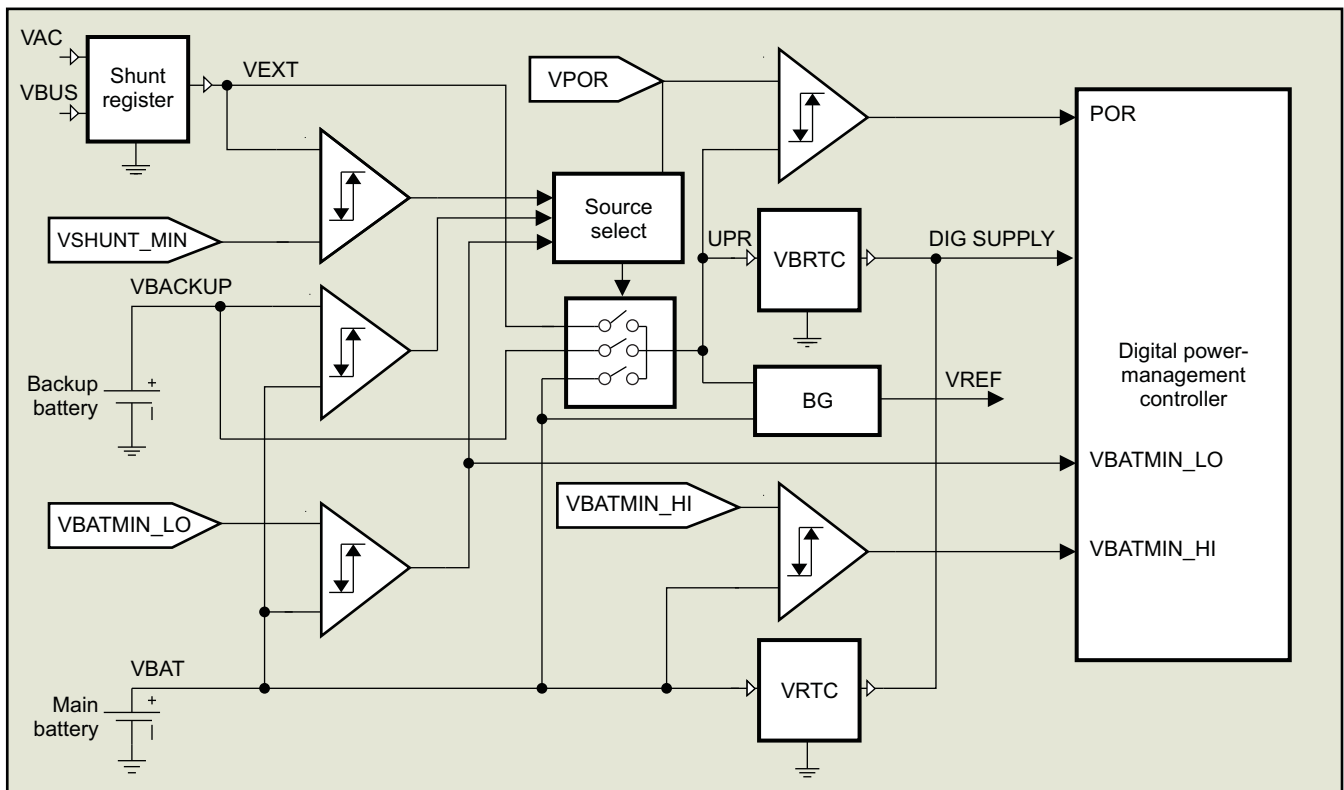 VAC
VBUS
Shunt
register
VEXT
VPOR
POR
VSHUNT_MIN
Source
select
UPR
VBRTC
DIG SUPPLY
VBACKUP
+
Backup
battery
BG
VREF
Digital power-
management
controller
VBATMIN_LO
VBATMIN_HI
VBATMIN_LO
VBATMIN_HI
VBAT
+
Main
battery
VRTC